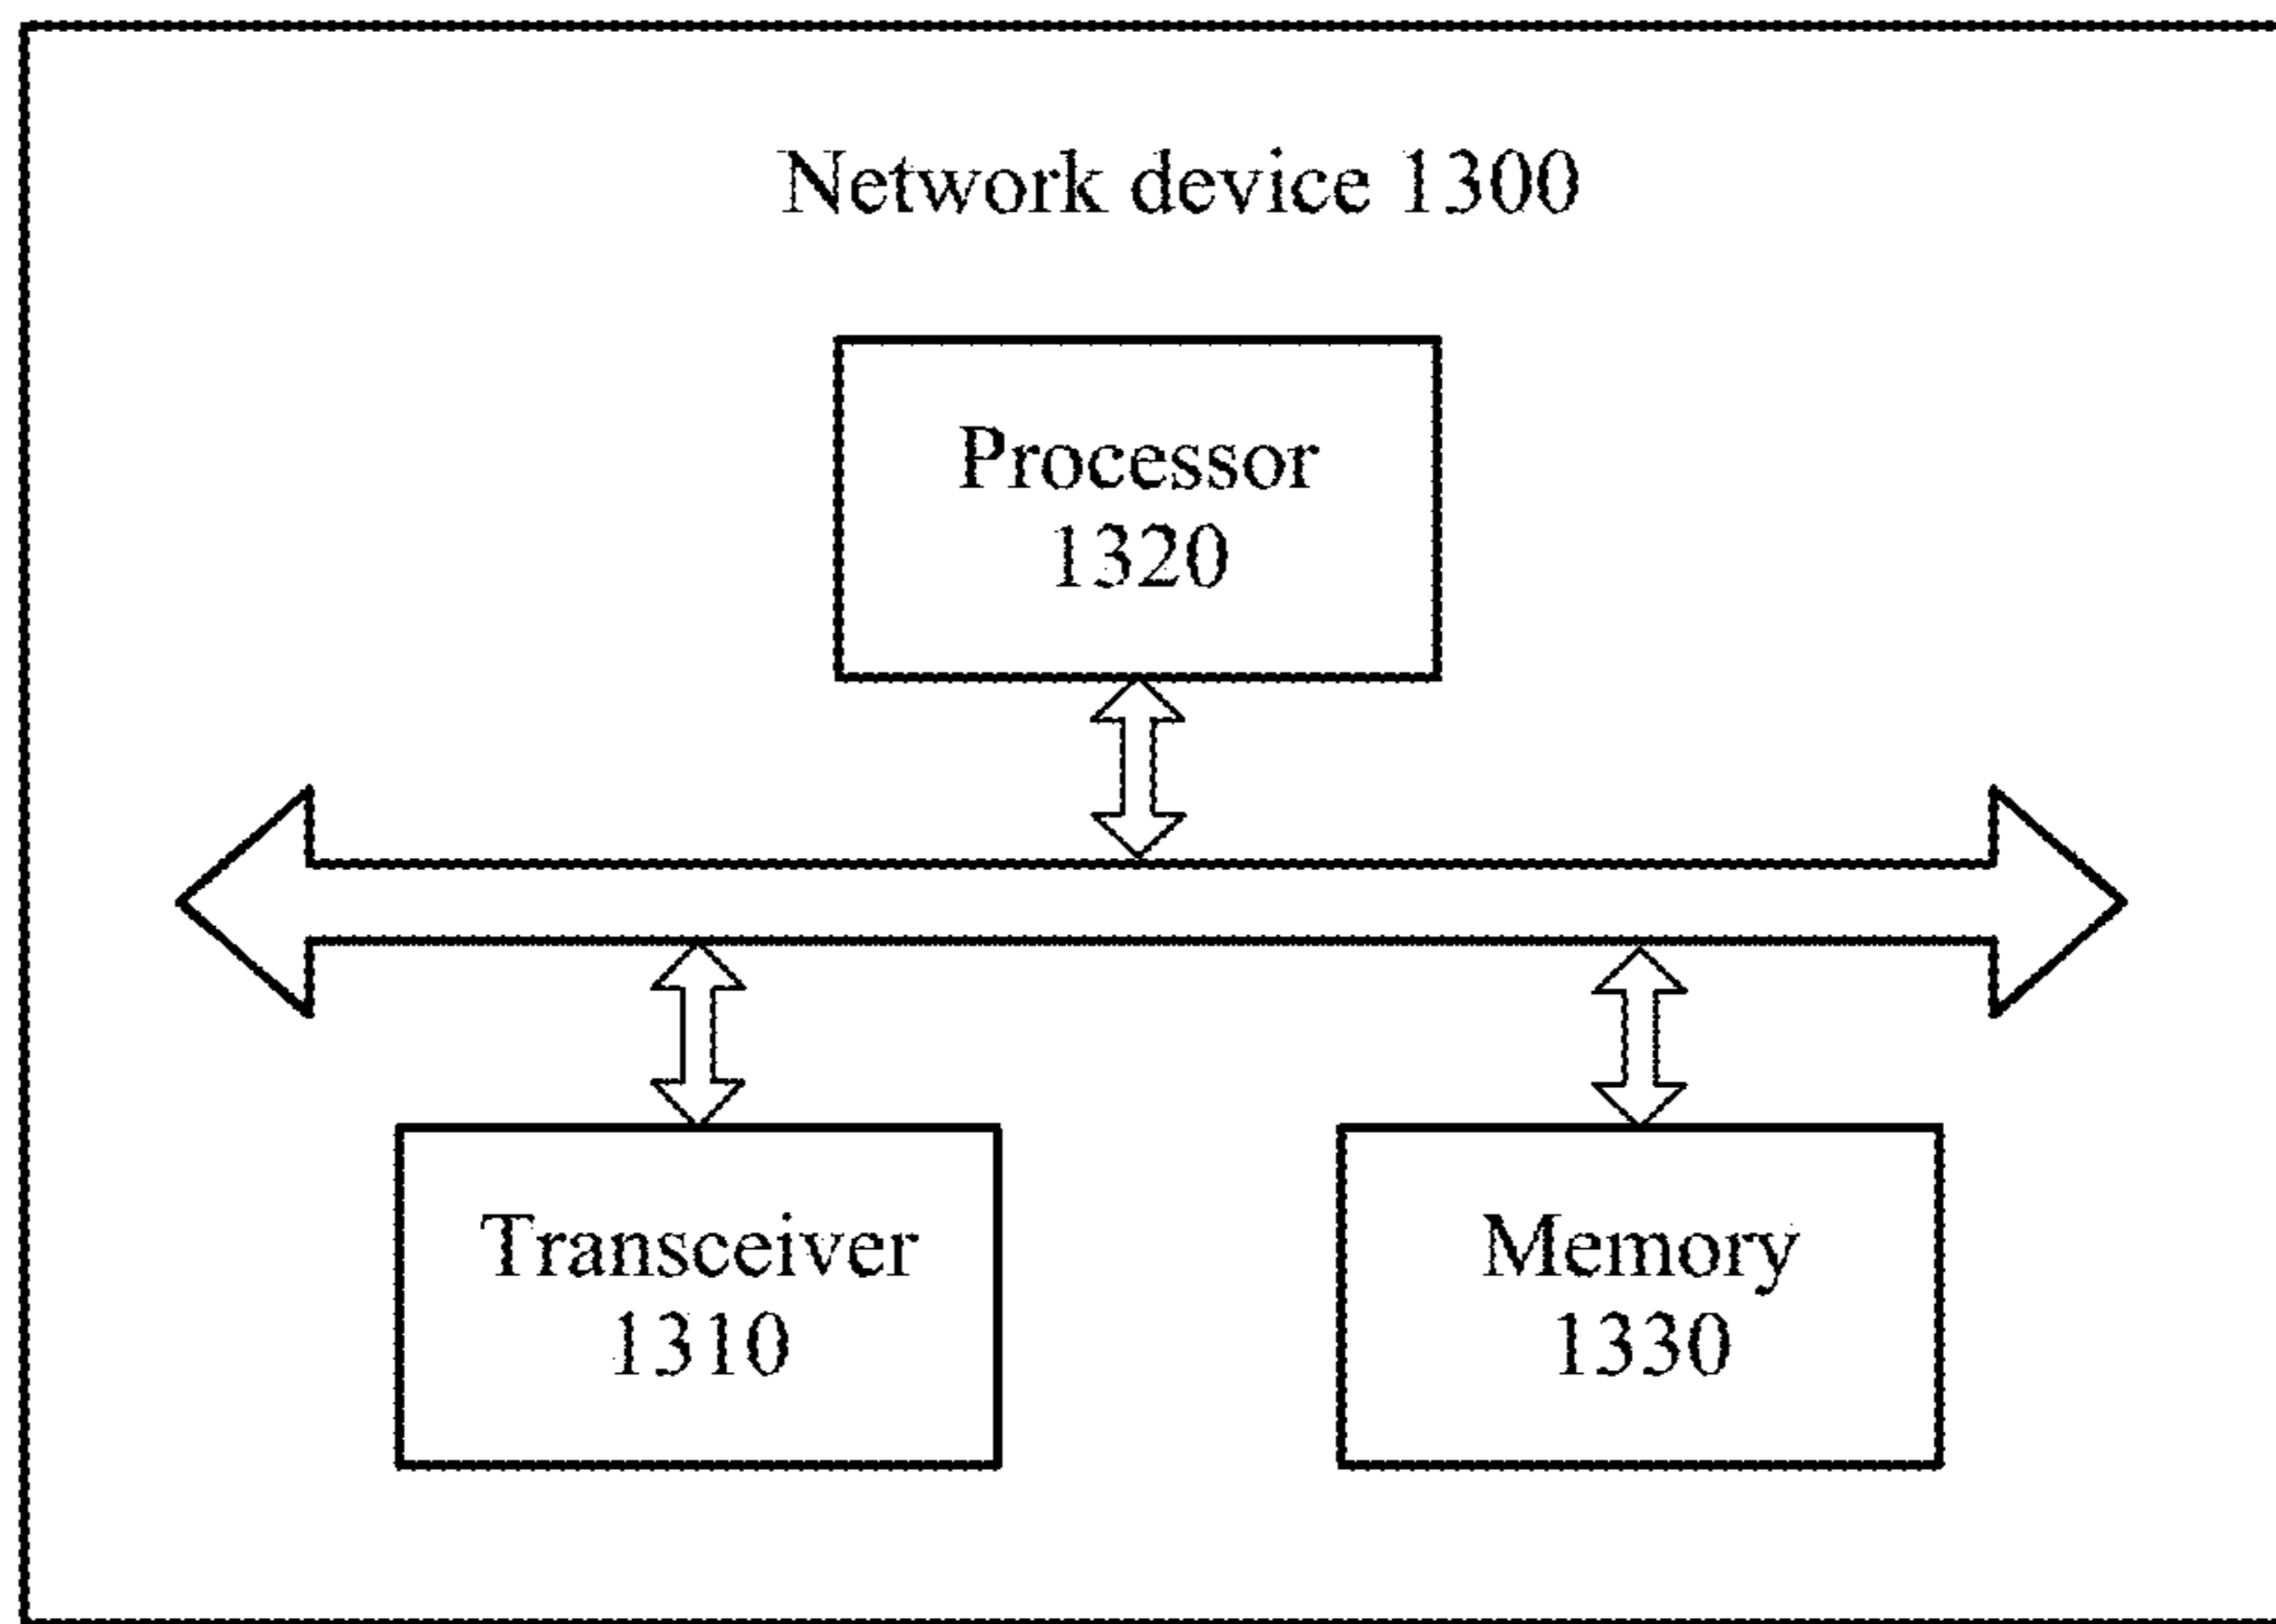 Network device 1300
Processor
1320
Transceiver
1310
Memory
1330